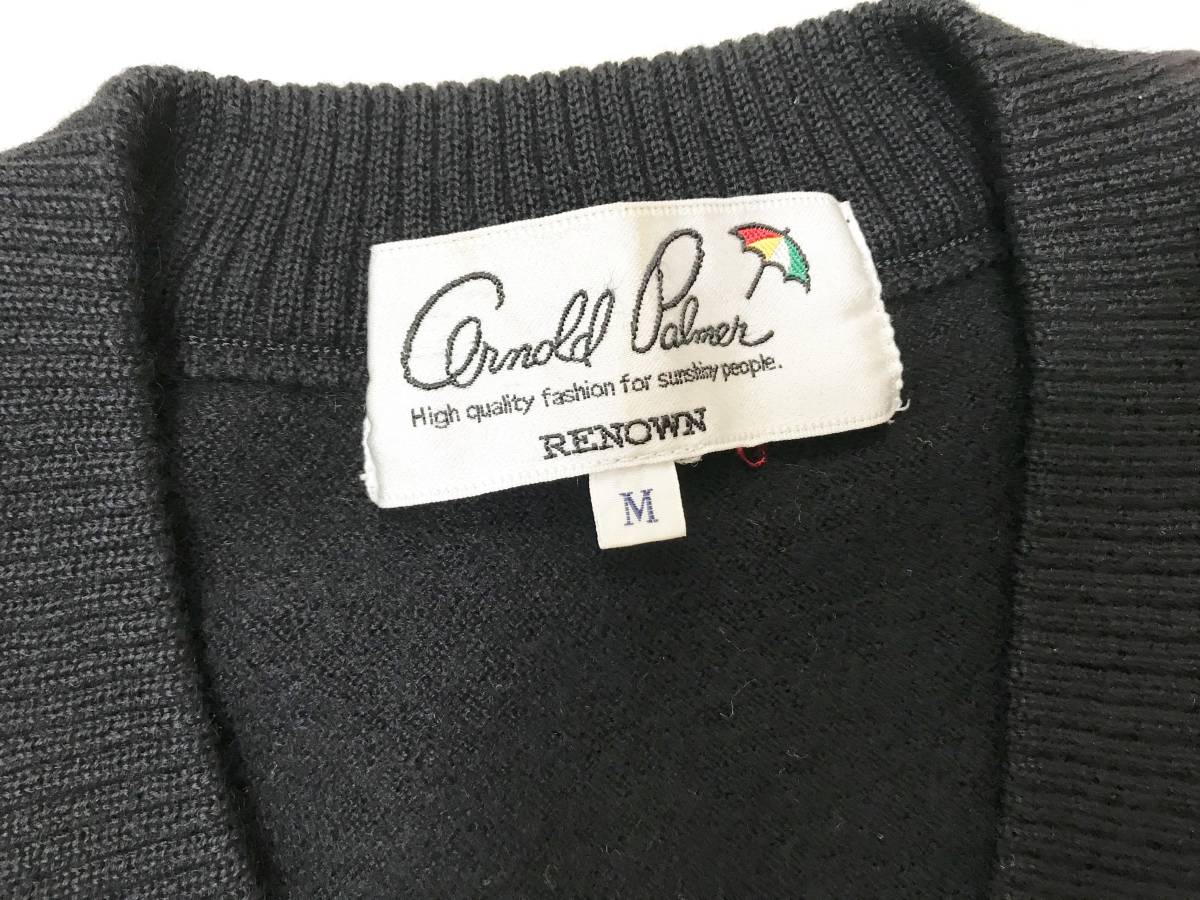 Arnold Palmer
High quality fashion for sunshiny people.
RENOWN
M